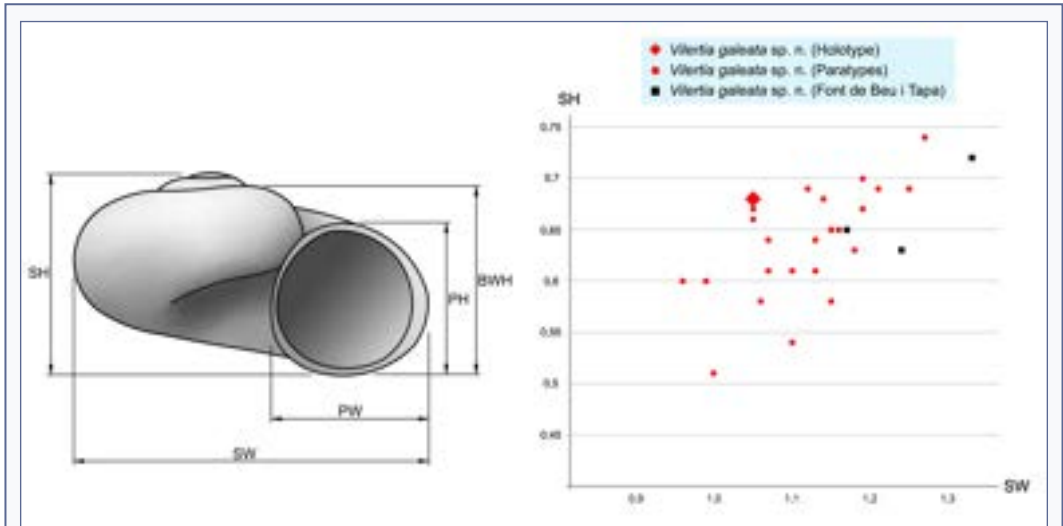 SH
BWH
PH
PW
SW
Vilertia galeata sp. n. (Holotype)
Vilertia galeata sp. n. (Paratypes)
Vilertia galeata sp. n. (Font de Beu i Tapa)
SH
0,75
0,7
0,65
0,6
0,55
0,5
0,45
0,9
1,0
1,1
1,2
1,3
SW